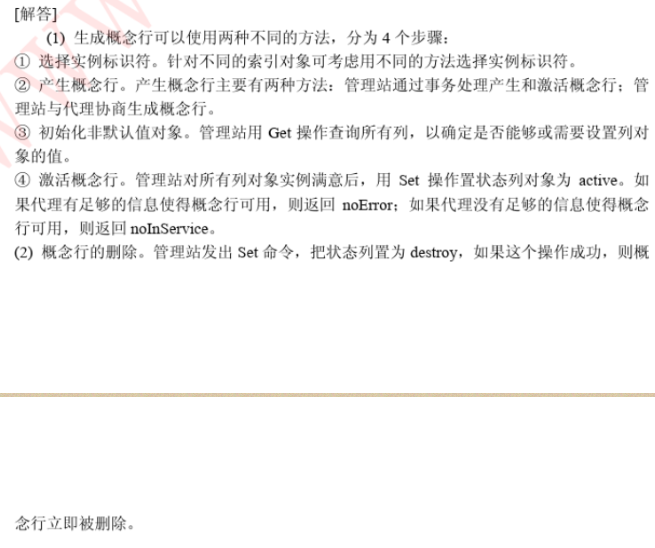 [解答]
(1) 生成概念行可以使用两种不同的方法，分为 4 个步骤：
① 选择实例标识符。针对不同的索引对象可考虑用不同的方法选择实例标识符。
② 产生概念行。产生概念行主要有两种方法：管理站通过事务处理产生和激活概念行；管
理站与代理协商生成概念行。
③ 初始化非默认值对象。管理站用 Get 操作查询所有列，以确定是否能够或需要设置列对
象的值。
④ 激活概念行。管理站对所有列对象实例满意后，用 Set 操作置状态列对象为 active。如
果代理有足够的信息使得概念行可用，则返回 noError；如果代理没有足够的信息使得概念
行可用，则返回 noInService。
(2) 概念行的删除。管理站发出 Set 命令，把状态列置为 destroy，如果这个操作成功，则概
念行立即被删除。